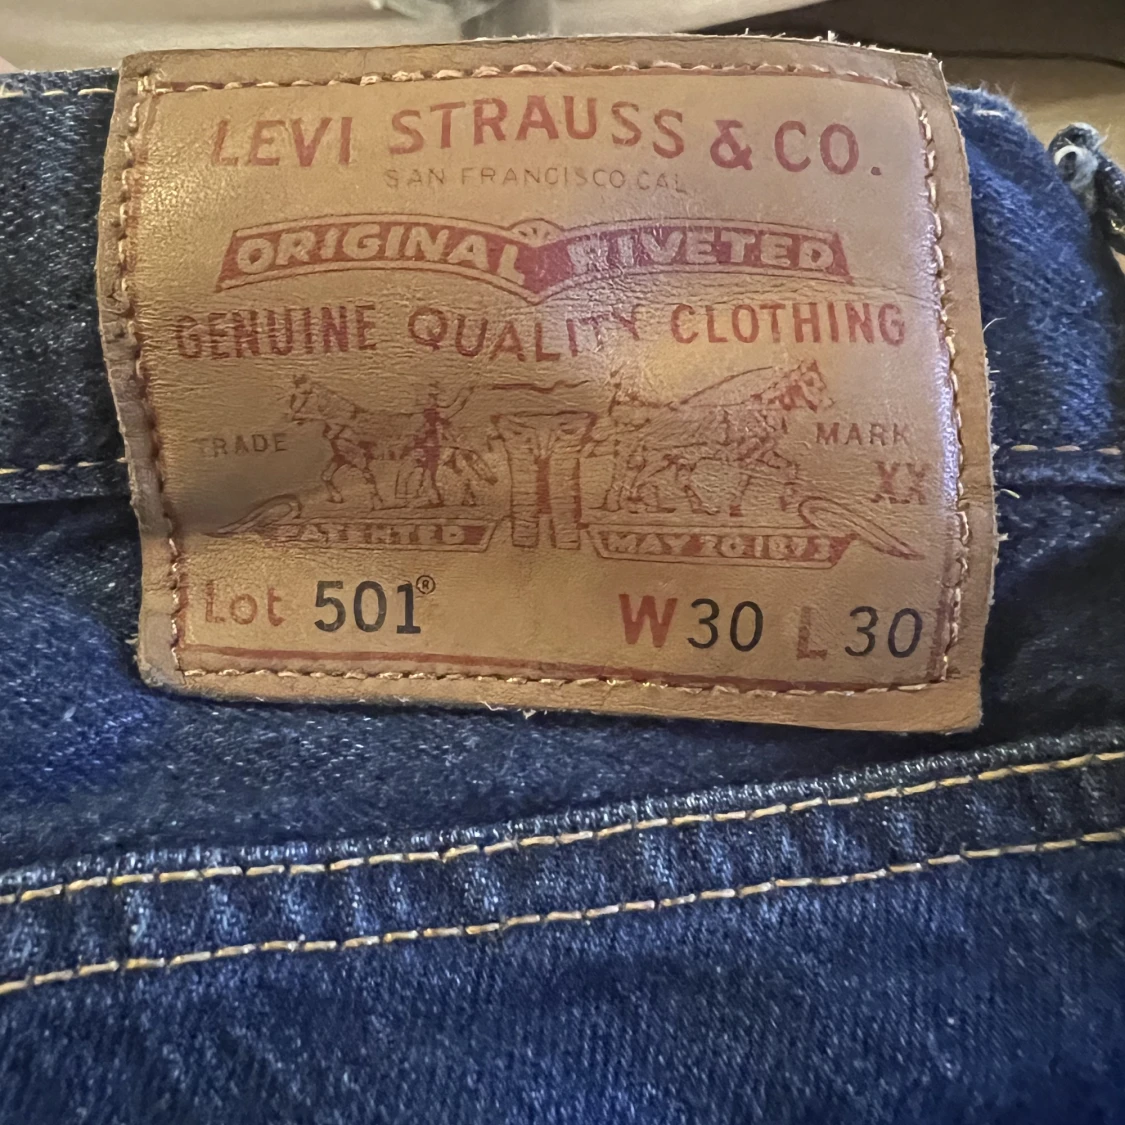 LEVI STRAUSS & CO.
SAN FRANCISCO CAL.
ORIGINAL RIVETED
GENUINE QUALITY CLOTHING
TRADE MARK
XX
PATENTED MAY 20 1873
Lot 501® W30 L 30